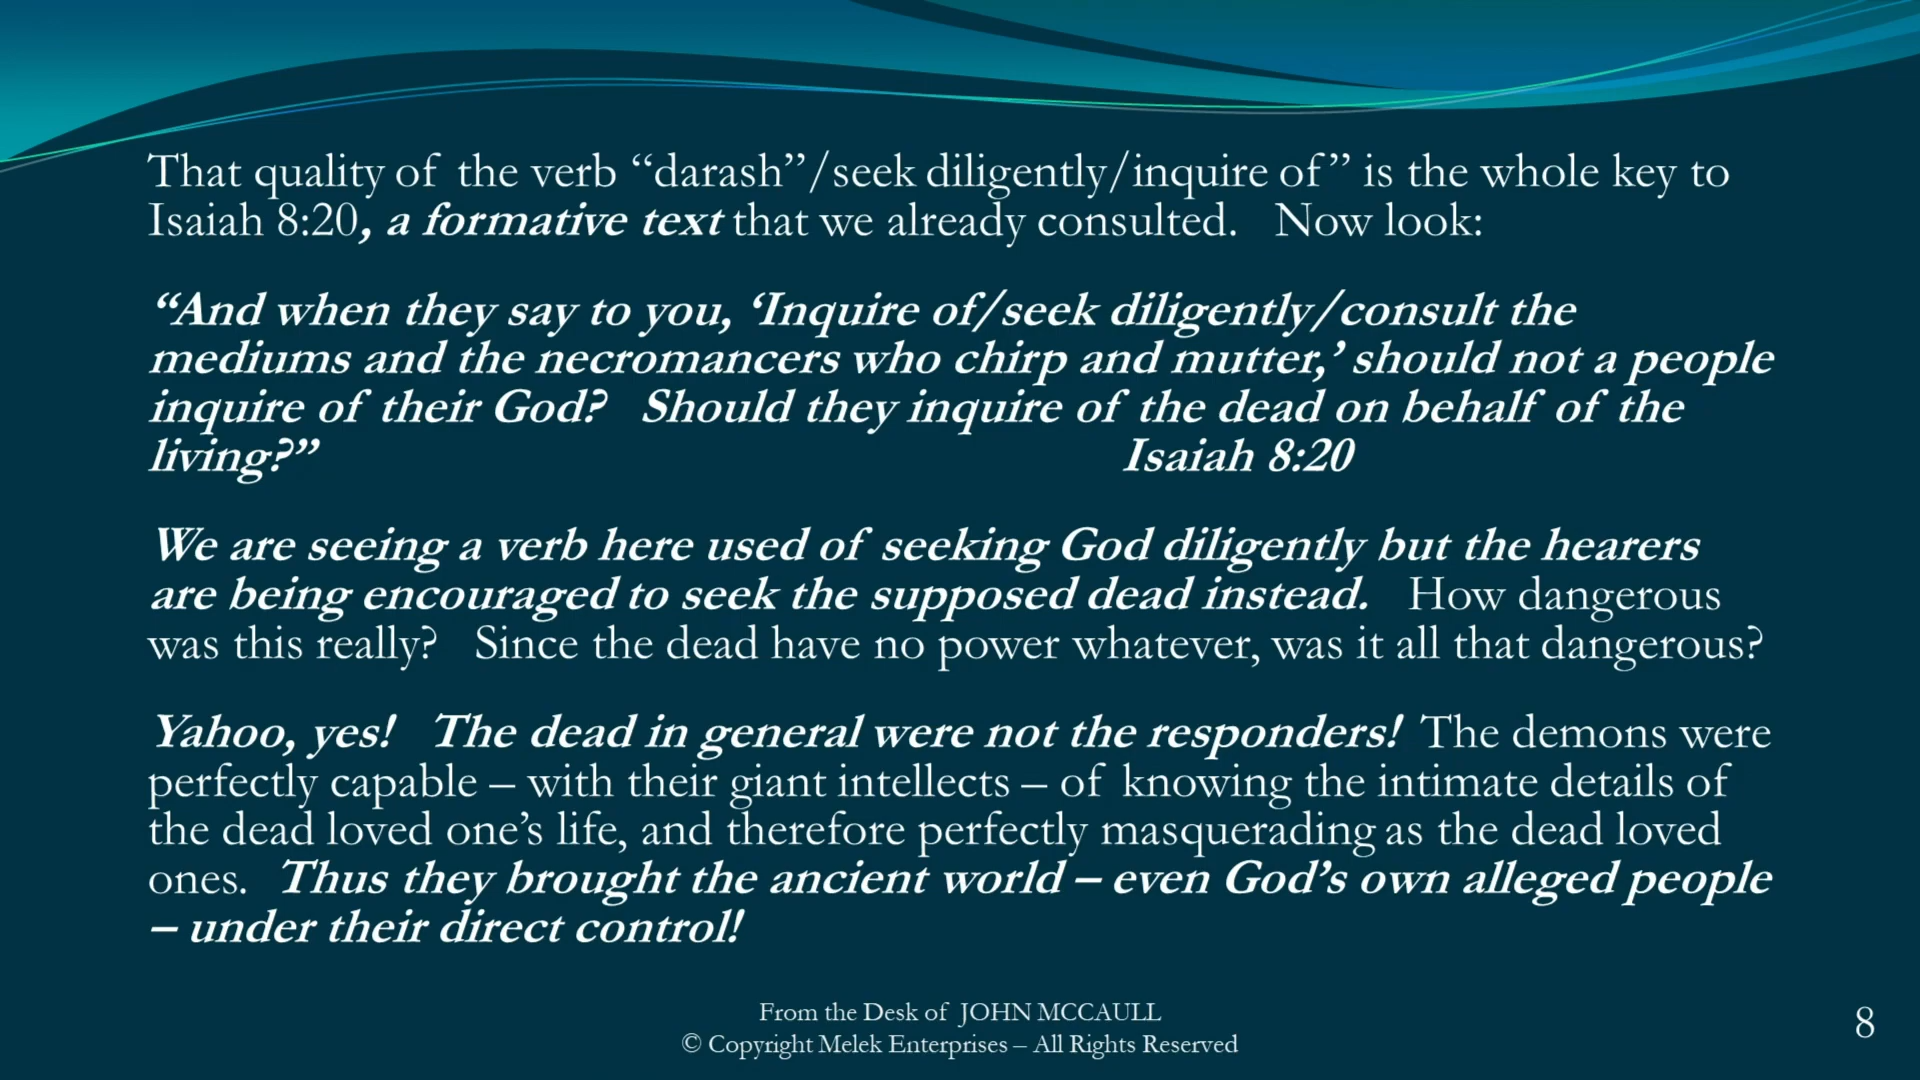 That quality of the verb “darash”/seek diligently/inquire of” is the whole key to
Isaiah 8:20, a formative text that we already consulted. Now look:
“And when they say to you, ‘Inquire of/seek diligently/consult the
mediums and the necromancers who chirp and mutter,’ should not a people
inquire of their God? Should they inquire of the dead on behalf of the
living?” Isaiah 8:20
We are seeing a verb here used of seeking God diligently but the hearers
are being encouraged to seek the supposed dead instead. How dangerous
was this really? Since the dead have no power whatever, was it all that dangerous?
Yahoo, yes! The dead in general were not the responders! The demons were
perfectly capable – with their giant intellects – of knowing the intimate details of
the dead loved one’s life, and therefore perfectly masquerading as the dead loved
ones. Thus they brought the ancient world – even God’s own alleged people
– under their direct control!
From the Desk of JOHN MCCAULL
© Copyright Melek Enterprises – All Rights Reserved
8